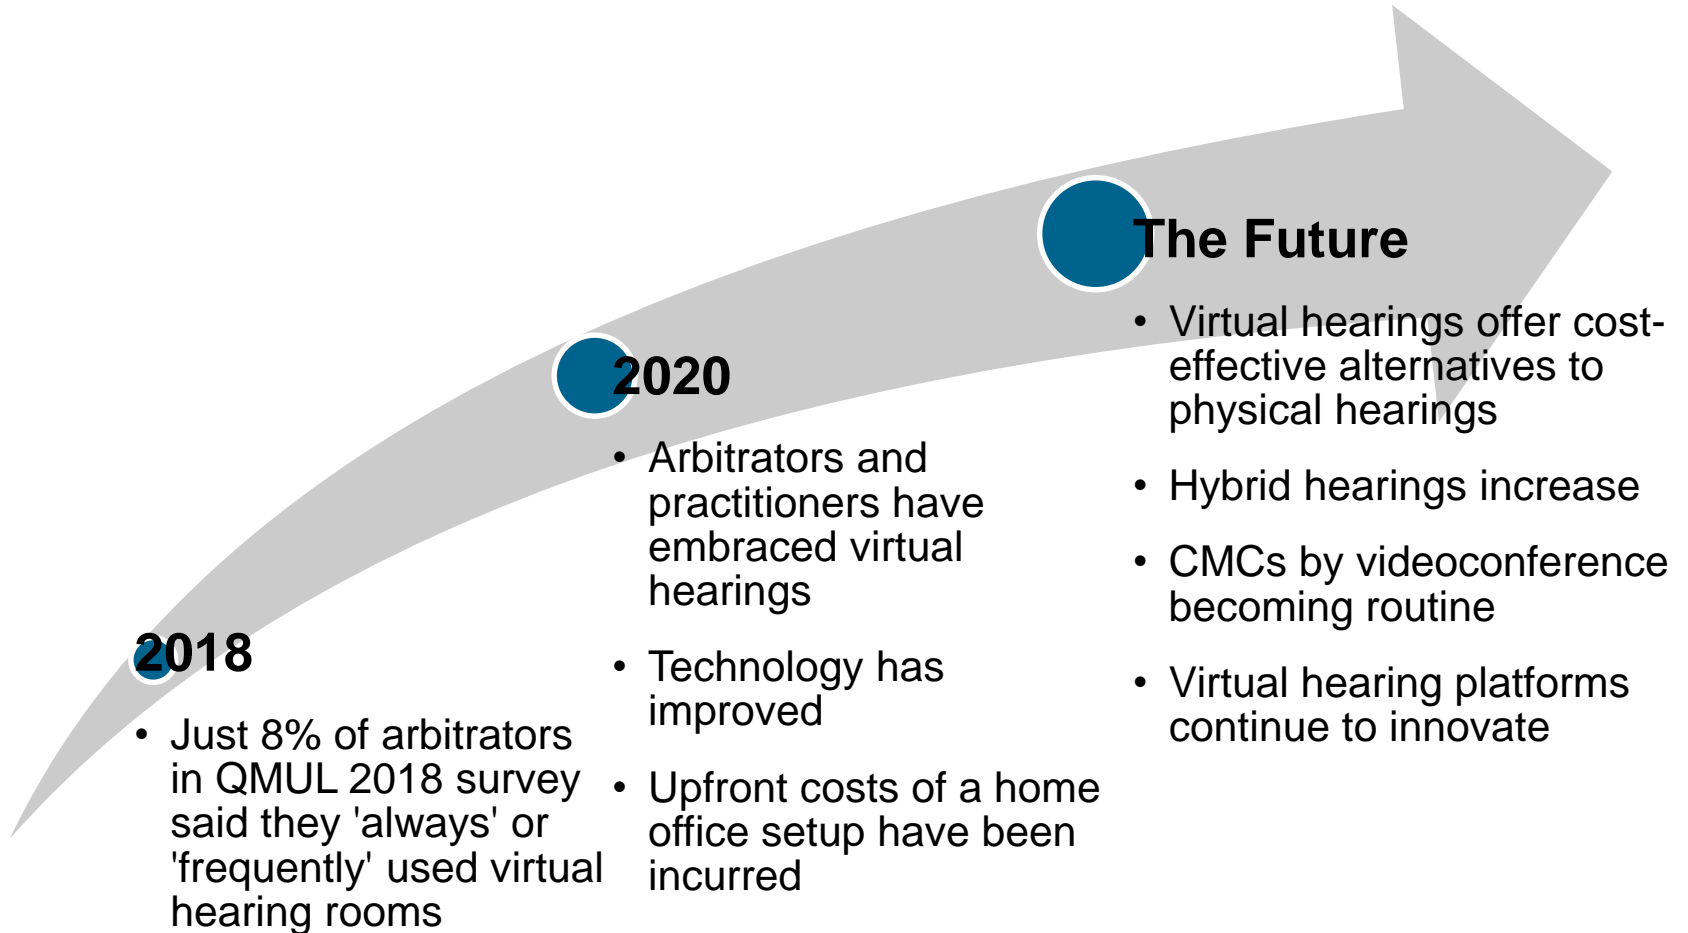 2018
• Just 8% of arbitrators
in QMUL 2018 survey
said they 'always' or
'frequently' used virtual
hearing rooms
2020
• Arbitrators and
practitioners have
embraced virtual
hearings
• Technology has
improved
• Upfront costs of a home
office setup have been
incurred
The Future
• Virtual hearings offer cost-
effective alternatives to
physical hearings
• Hybrid hearings increase
• CMCs by videoconference
becoming routine
• Virtual hearing platforms
continue to innovate